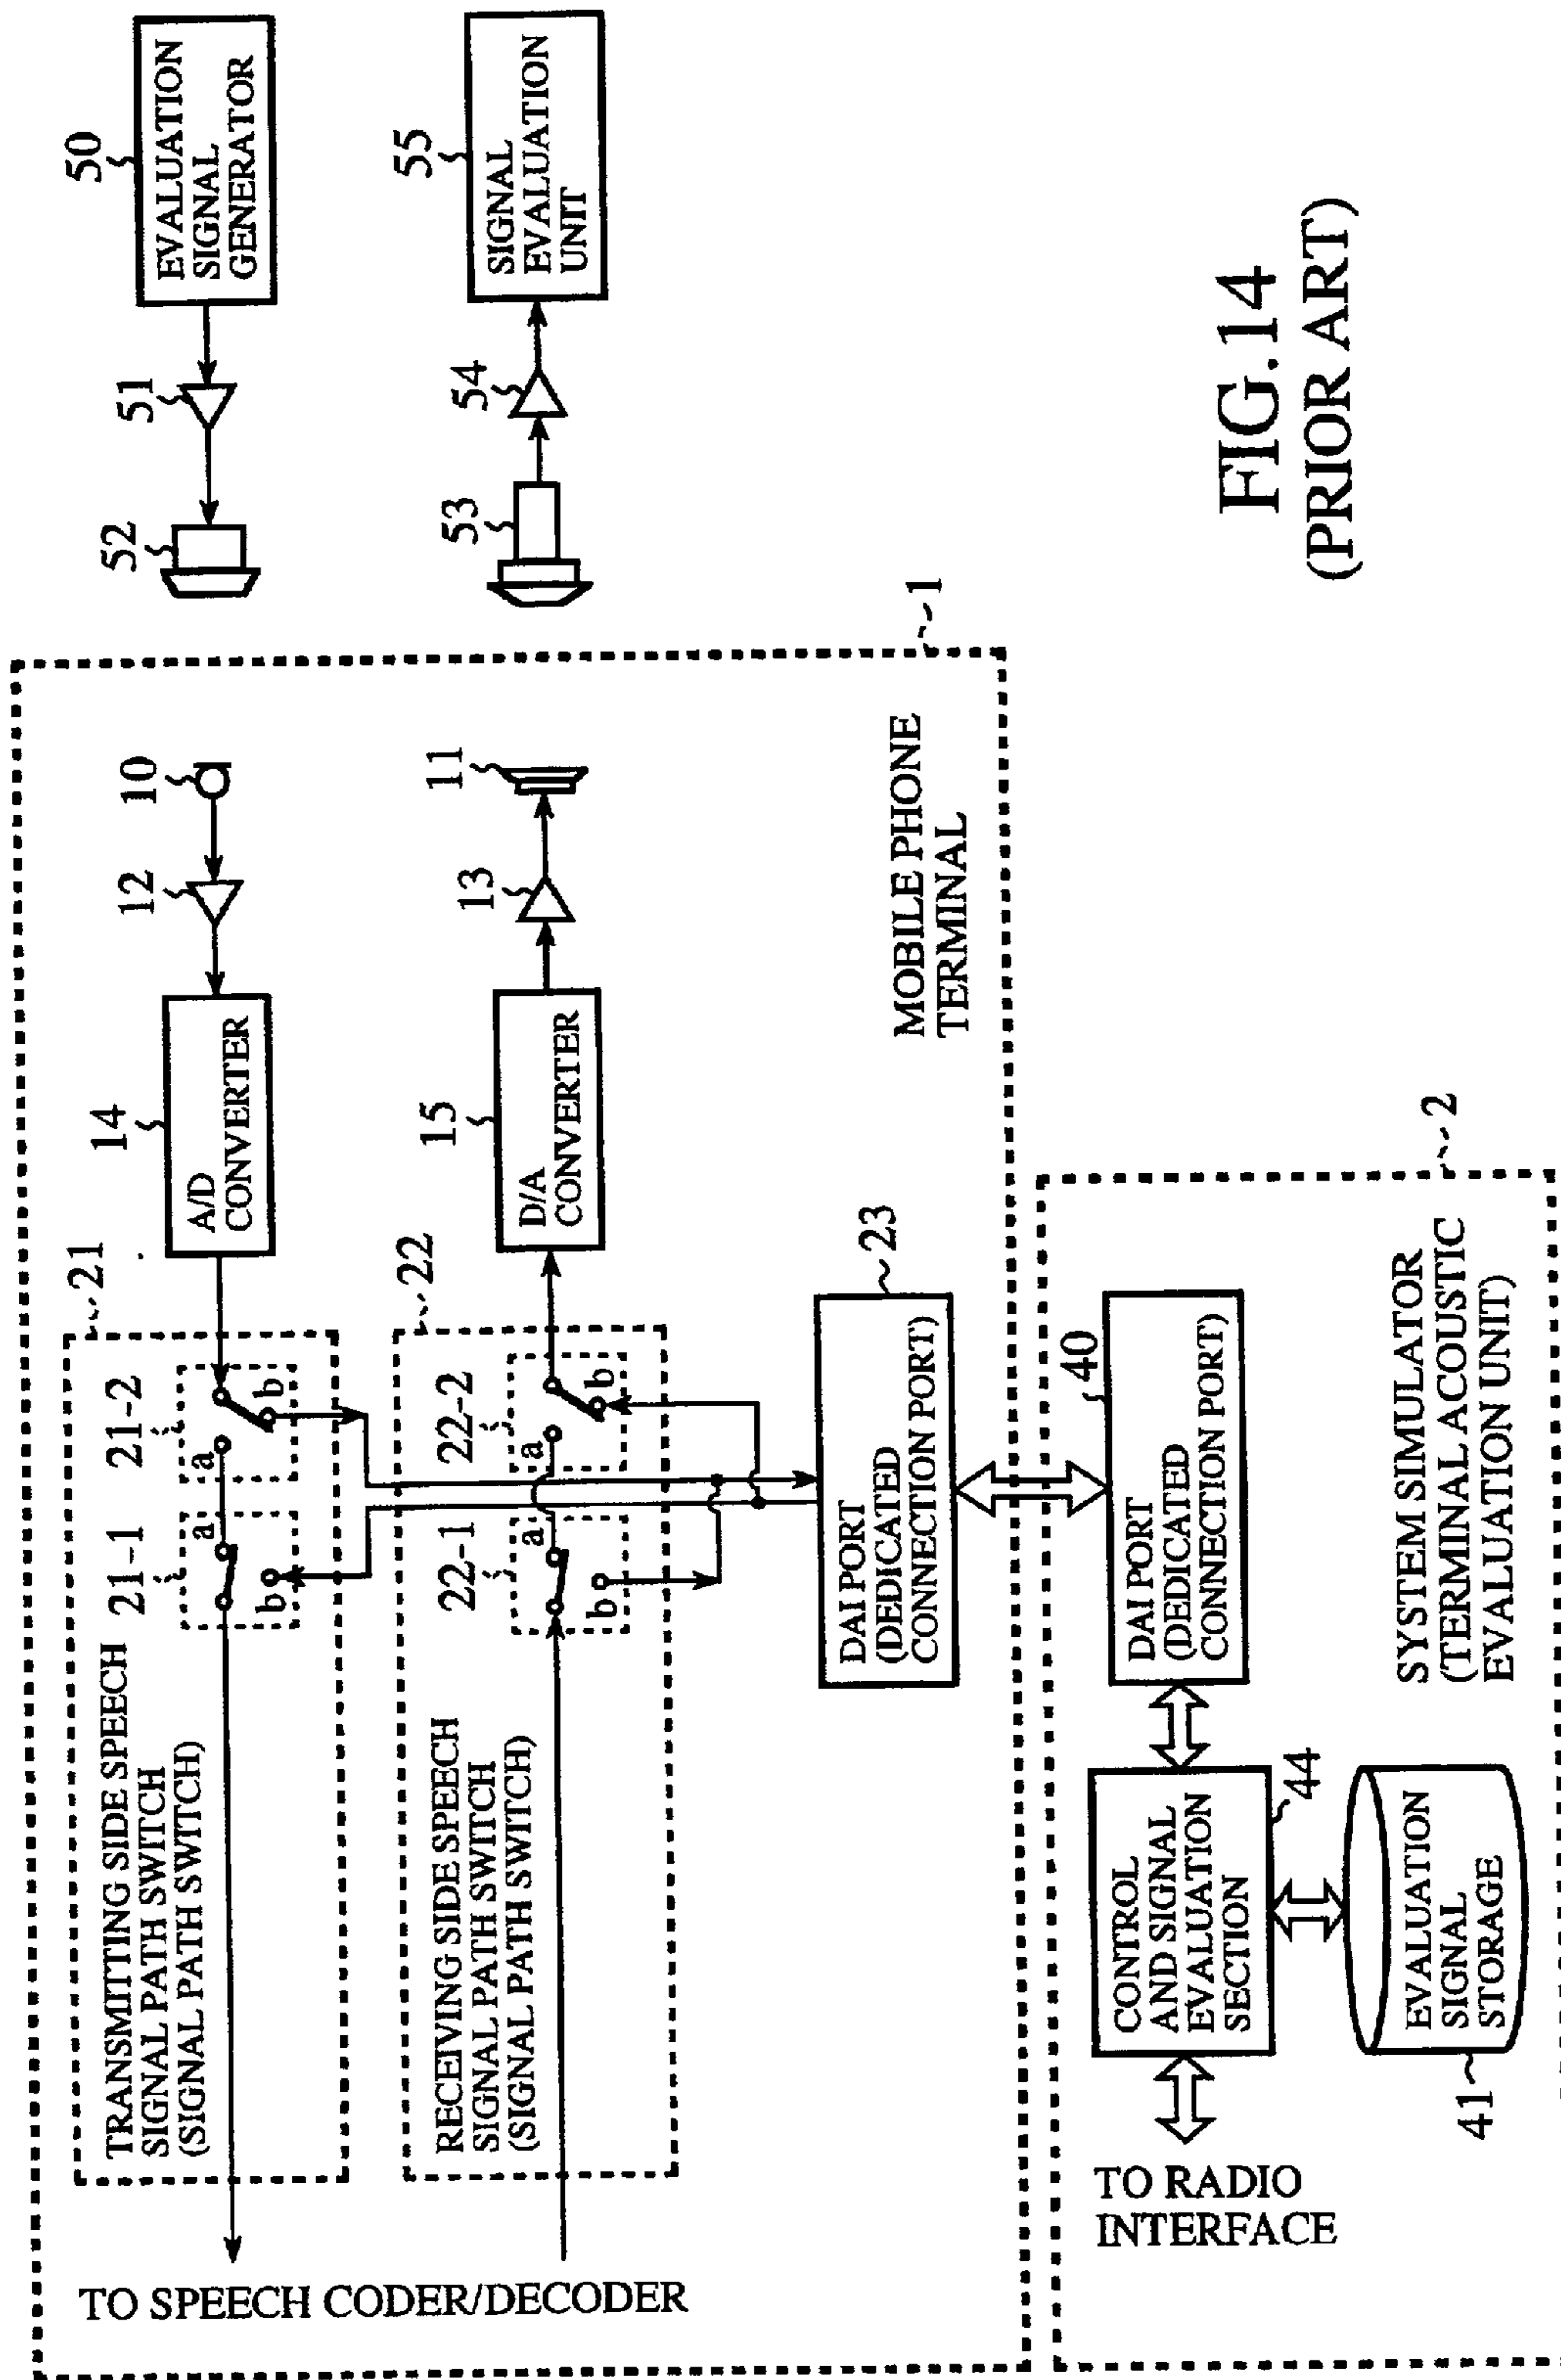 50
EVALUATION
SIGNAL
GENERATOR
51
52
55
SIGNAL
EVALUATION
UNIT
54
53
1
10
12
14
A/D
CONVERTER
11
13
15
D/A
CONVERTER
MOBILE PHONE
TERMINAL
21
21-2
a
b
21-1
a
b
TRANSMITTING SIDE SPEECH
SIGNAL PATH SWITCH
(SIGNAL PATH SWITCH)
22
22-2
a
b
22-1
a
b
RECEIVING SIDE SPEECH
SIGNAL PATH SWITCH
(SIGNAL PATH SWITCH)
TO SPEECH CODER/DECODER
23
DAI PORT
(DEDICATED
CONNECTION PORT)
2
40
DAI PORT
(DEDICATED
CONNECTION PORT)
SYSTEM SIMULATOR
(TERMINAL ACOUSTIC
EVALUATION UNIT)
44
CONTROL
AND SIGNAL
EVALUATION
SECTION
41
EVALUATION
SIGNAL
STORAGE
TO RADIO
INTERFACE
FIG.14
(PRIOR ART)